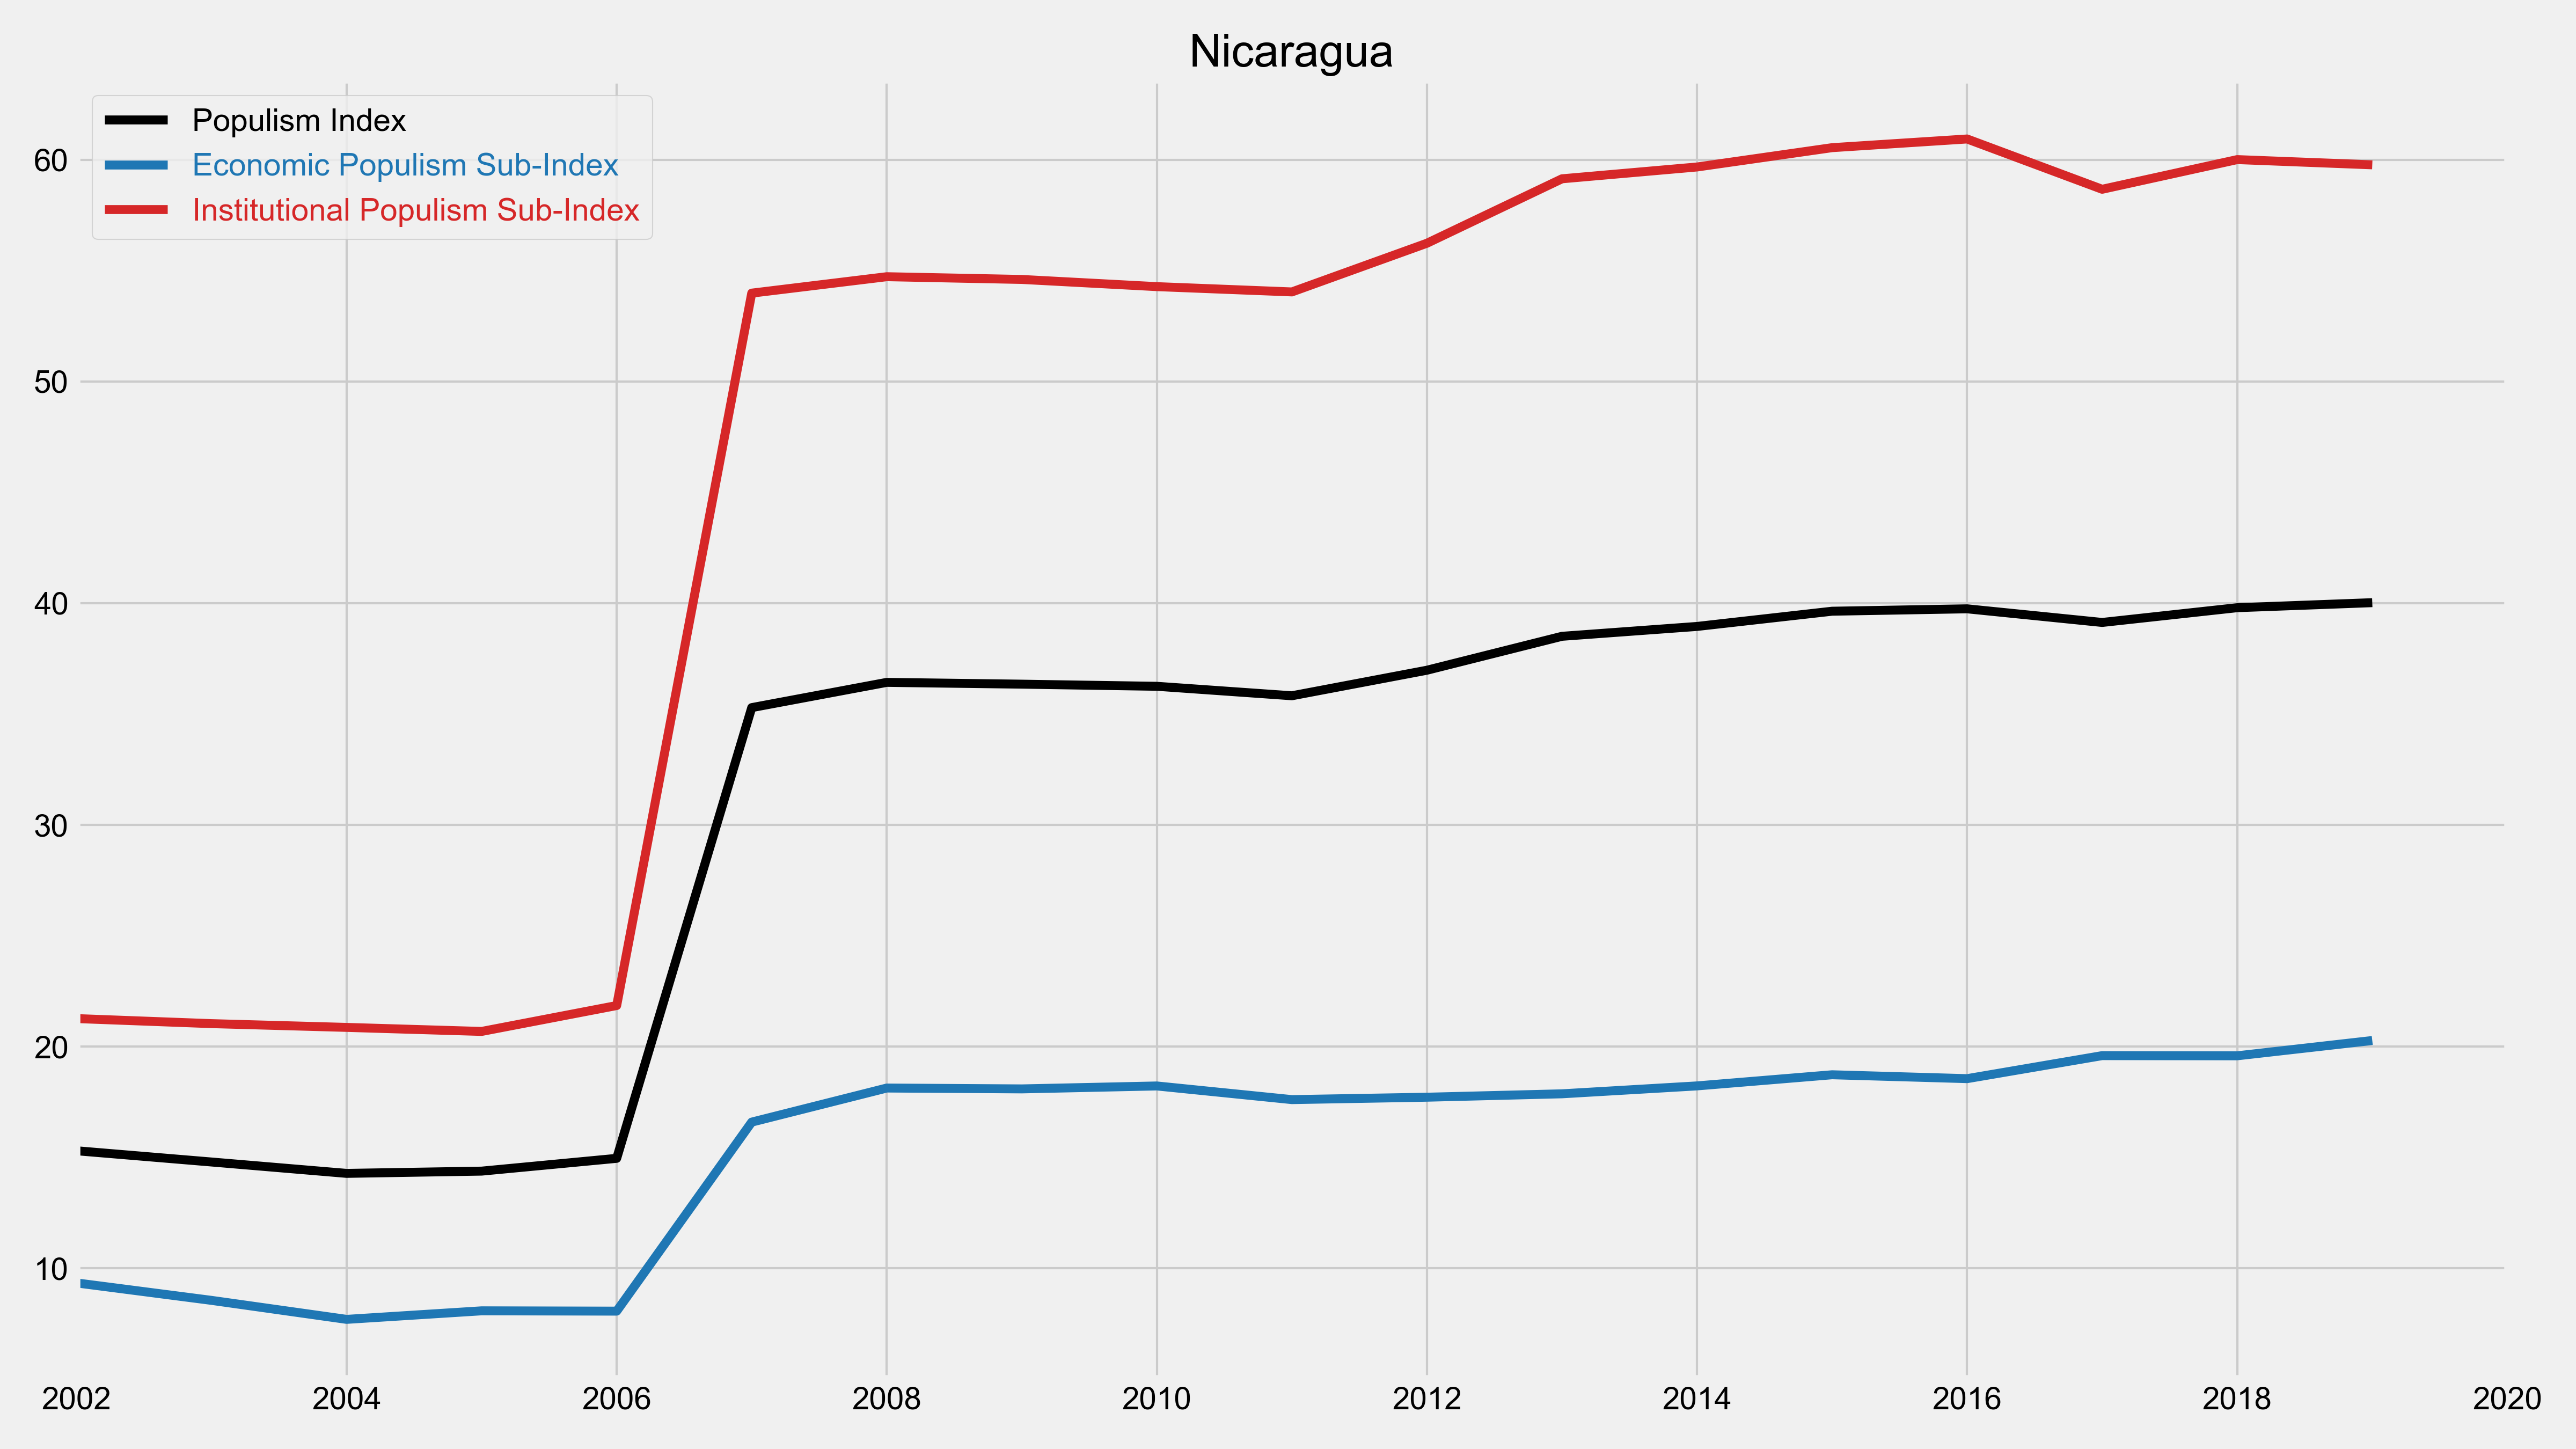 Nicaragua
Populism Index
Economic Populism Sub-Index
Institutional Populism Sub-Index
60
50
40
30
20
10
2002 2004 2006 2008 2010 2012 2014 2016 2018 2020